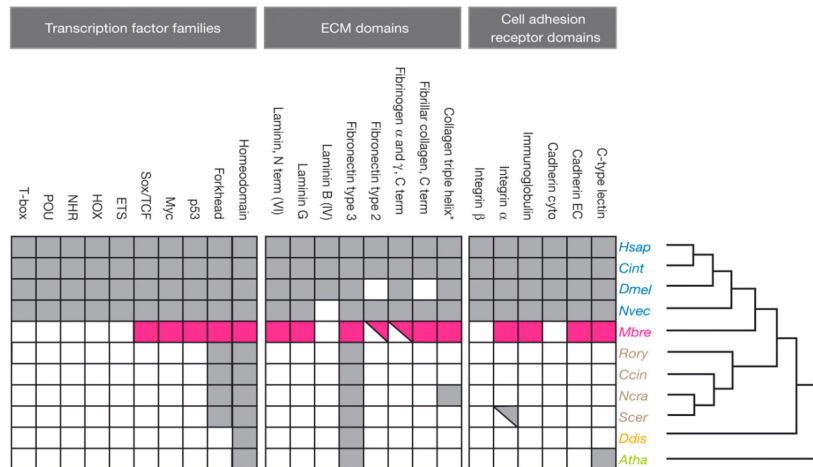 Transcription factor families
ECM domains
Cell adhesion
receptor domains
T-box
POU
NHR
HOX
ETS
Sox/TCF
Myc
p53
Forkhead
Homeodomain
Laminin, N term (VI)
Laminin G
Laminin B (IV)
Fibronectin type 3
Fibronectin type 2
Fibrinogen α and γ, C term
Fibrillar collagen, C term
Collagen triple helix*
Integrin β
Integrin α
Immunoglobulin
Cadherin cyto
Cadherin EC
C-type lectin
Hsap
Cint
Dmel
Nvec
Mbre
Rory
Ccin
Ncra
Scer
Ddis
Atha